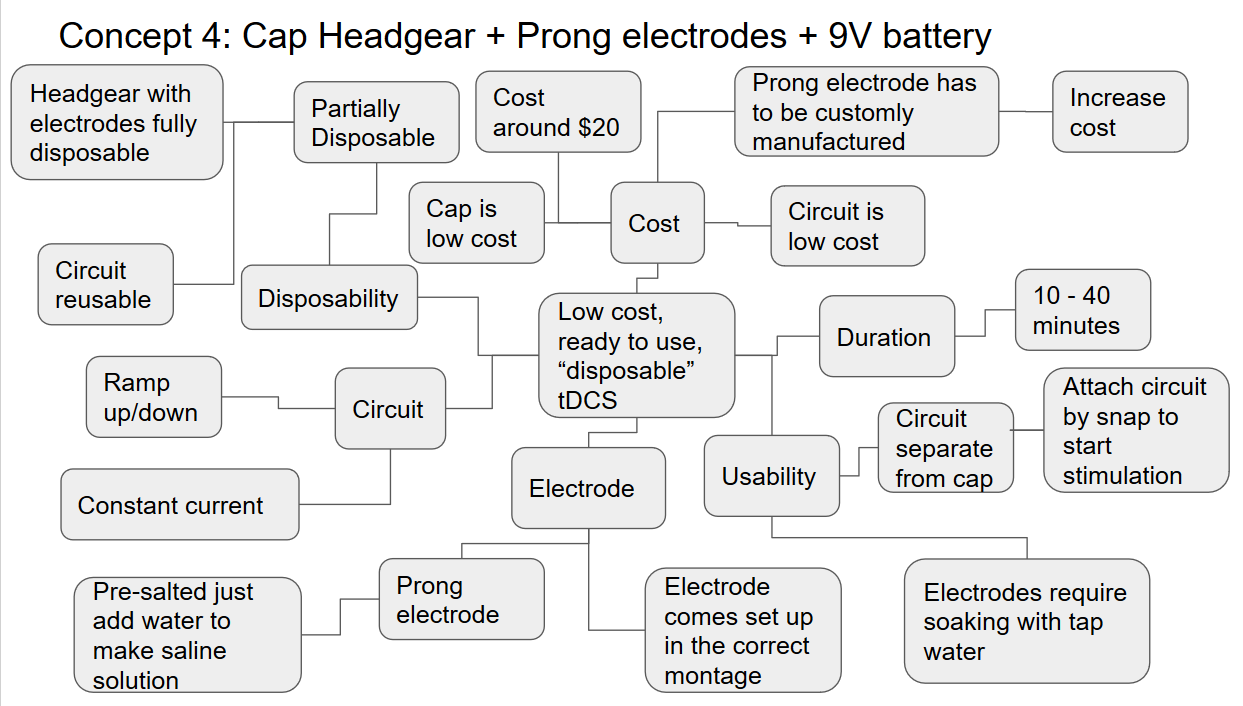 Concept 4: Cap Headgear + Prong electrodes + 9V battery
Headgear with
electrodes fully
disposable
Partially
Disposable
Cost
around $20
Prong electrode has
to be customly
manufactured
Increase
cost
Cap is
low cost
Cost
Circuit is
low cost
Circuit
reusable
Disposability
Low cost,
ready to use,
“disposable”
tDCS
Duration
10 - 40
minutes
Ramp
up/down
Circuit
Circuit
separate
from cap
Attach circuit
by snap to
start
stimulation
Constant current
Electrode
Usability
Pre-salted just
add water to
make saline
solution
Prong
electrode
Electrode
comes set up
in the correct
montage
Electrodes require
soaking with tap
water